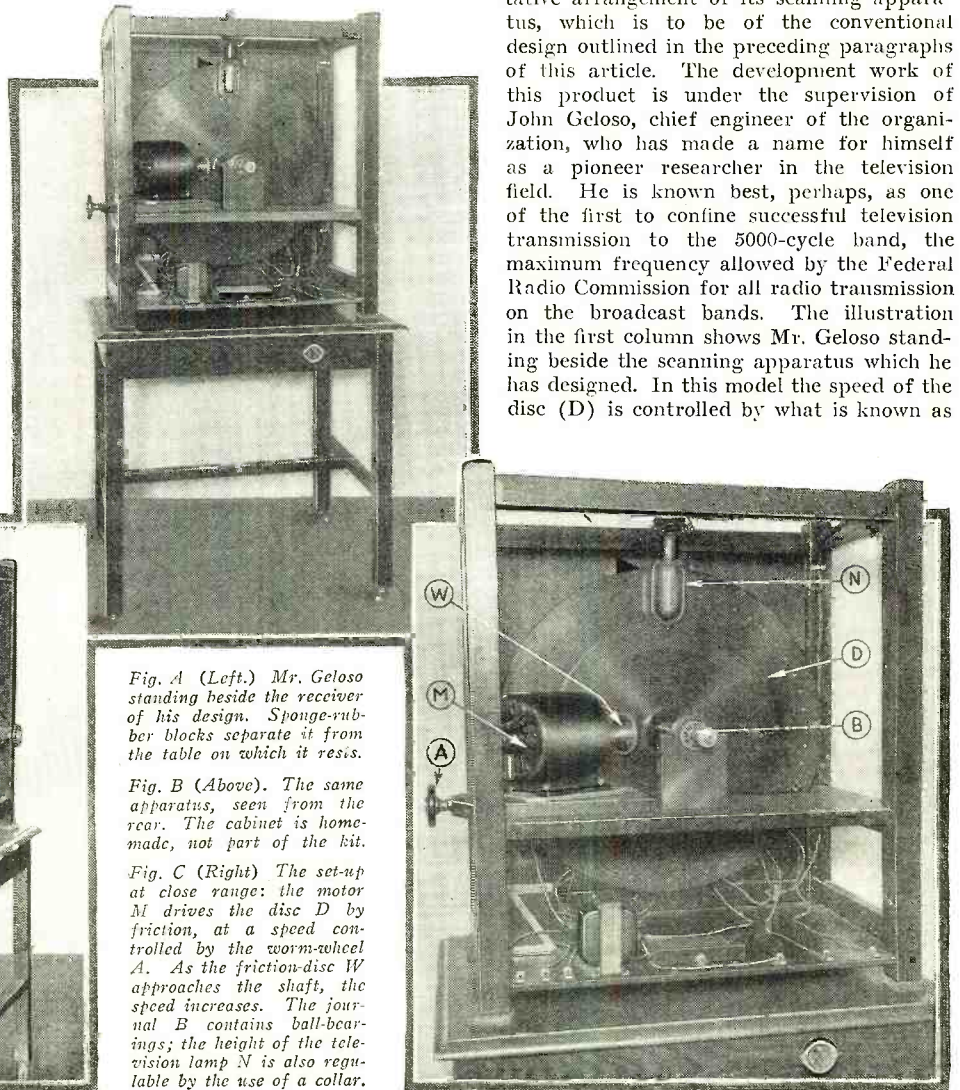 tative arrangement of its scanning appara-
tus, which is to be of the conventional
design outlined in the preceding paragraphs
of this article. The development work of
this product is under the supervision of
John Geloso, chief engineer of the organi-
zation, who has made a name for himself
as a pioneer researcher in the television
field. He is known best, perhaps, as one
of the first to confine successful television
transmission to the 5000-cycle band, the
maximum frequency allowed by the Federal
Radio Commission for all radio transmission
on the broadcast bands. The illustration
in the first column shows Mr. Geloso stand-
ing beside the scanning apparatus which he
has designed. In this model the speed of the
disc (D) is controlled by what is known as
Fig. A (Left.) Mr. Geloso
standing beside the receiver
of his design. Sponge-rub-
ber blocks separate it from
the table on which it rests.
Fig. B (Above). The same
apparatus, seen from the
rear. The cabinet is home-
made, not part of the kit.
Fig. C (Right) The set-up
at close range: the motor
M drives the disc D by
friction, at a speed con-
trolled by the worm-wheel
A. As the friction-disc W
approaches the shaft, the
speed increases. The jour-
nal B contains ball-bear-
ings; the height of the tele-
vision lamp N is also regu-
lable by the use of a collar.
N
W
D
M
B
A